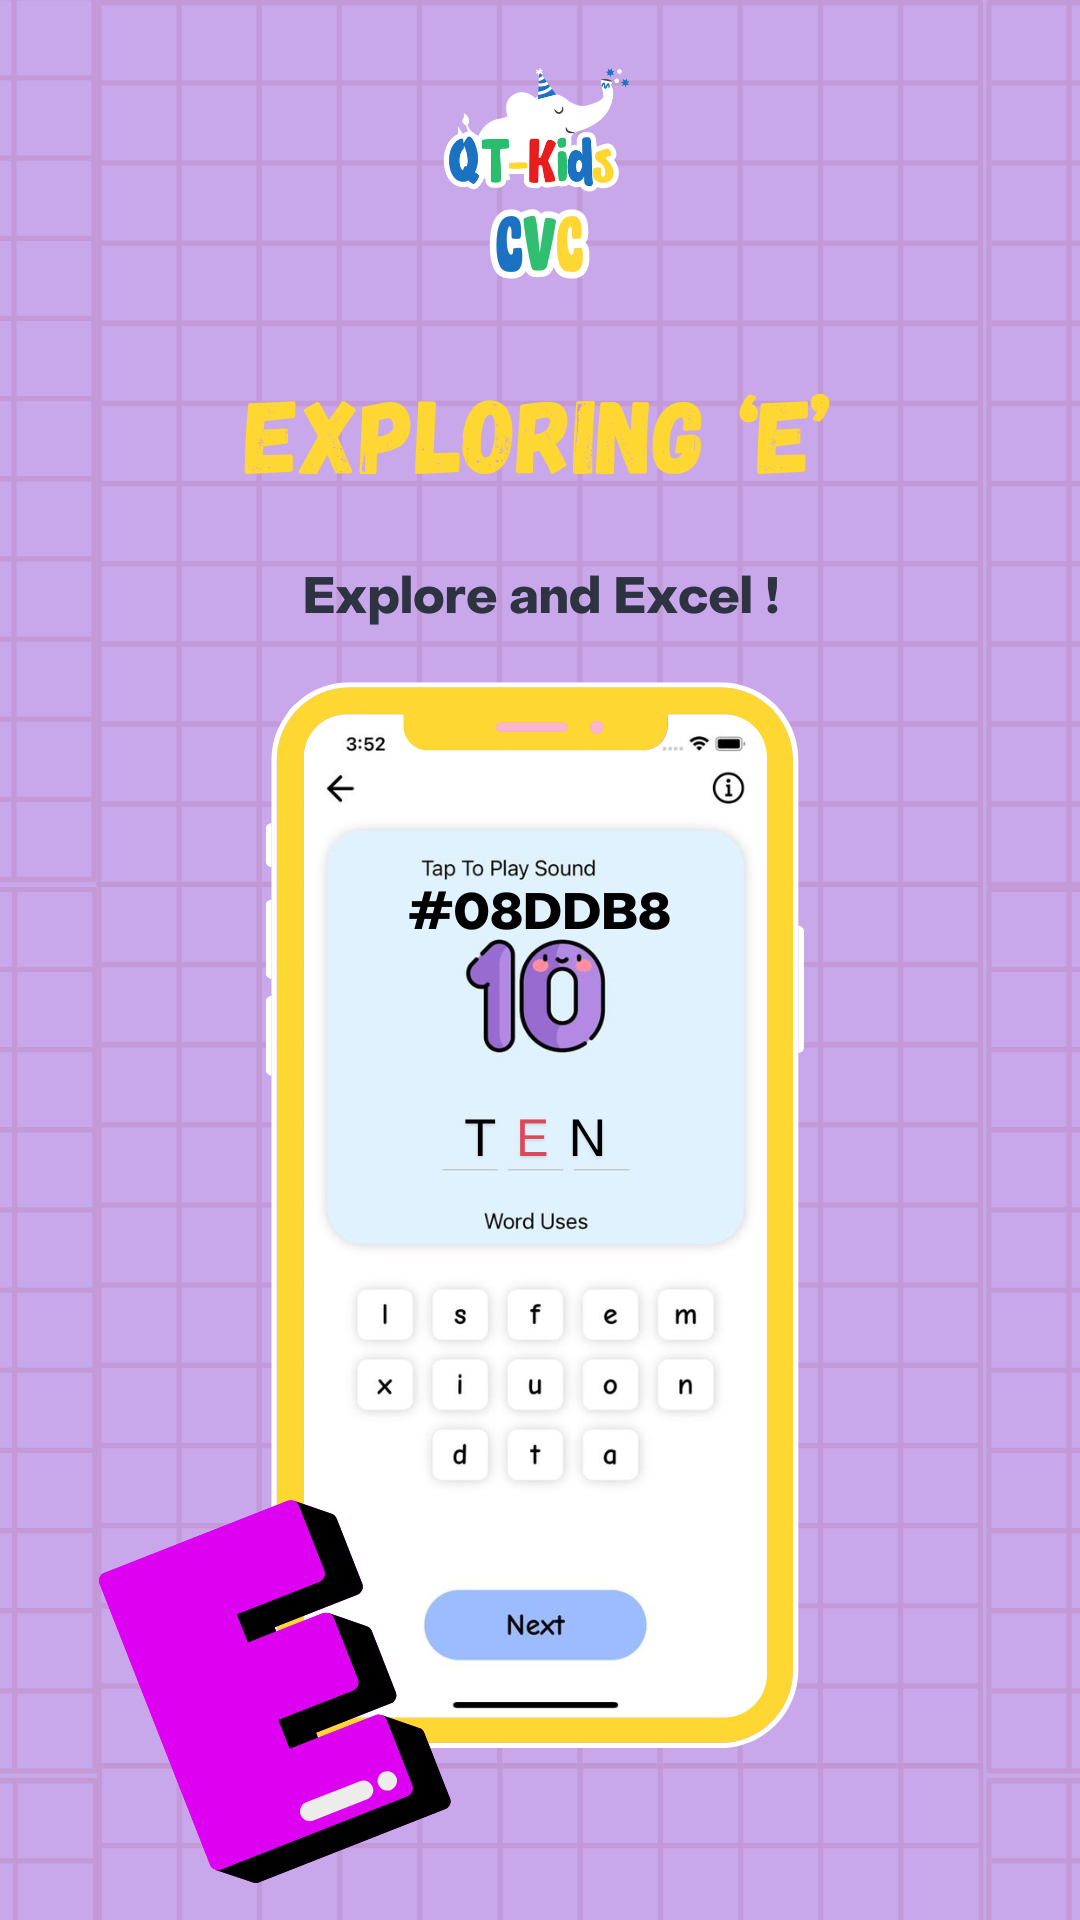 QT-Kids
CVC
EXPLORING ‘E’
Explore and Excel !
3:52
Tap To Play Sound
#08DDB8
10
T E N
Word Uses
l s f e m
x i u o n
d t a
Next
E